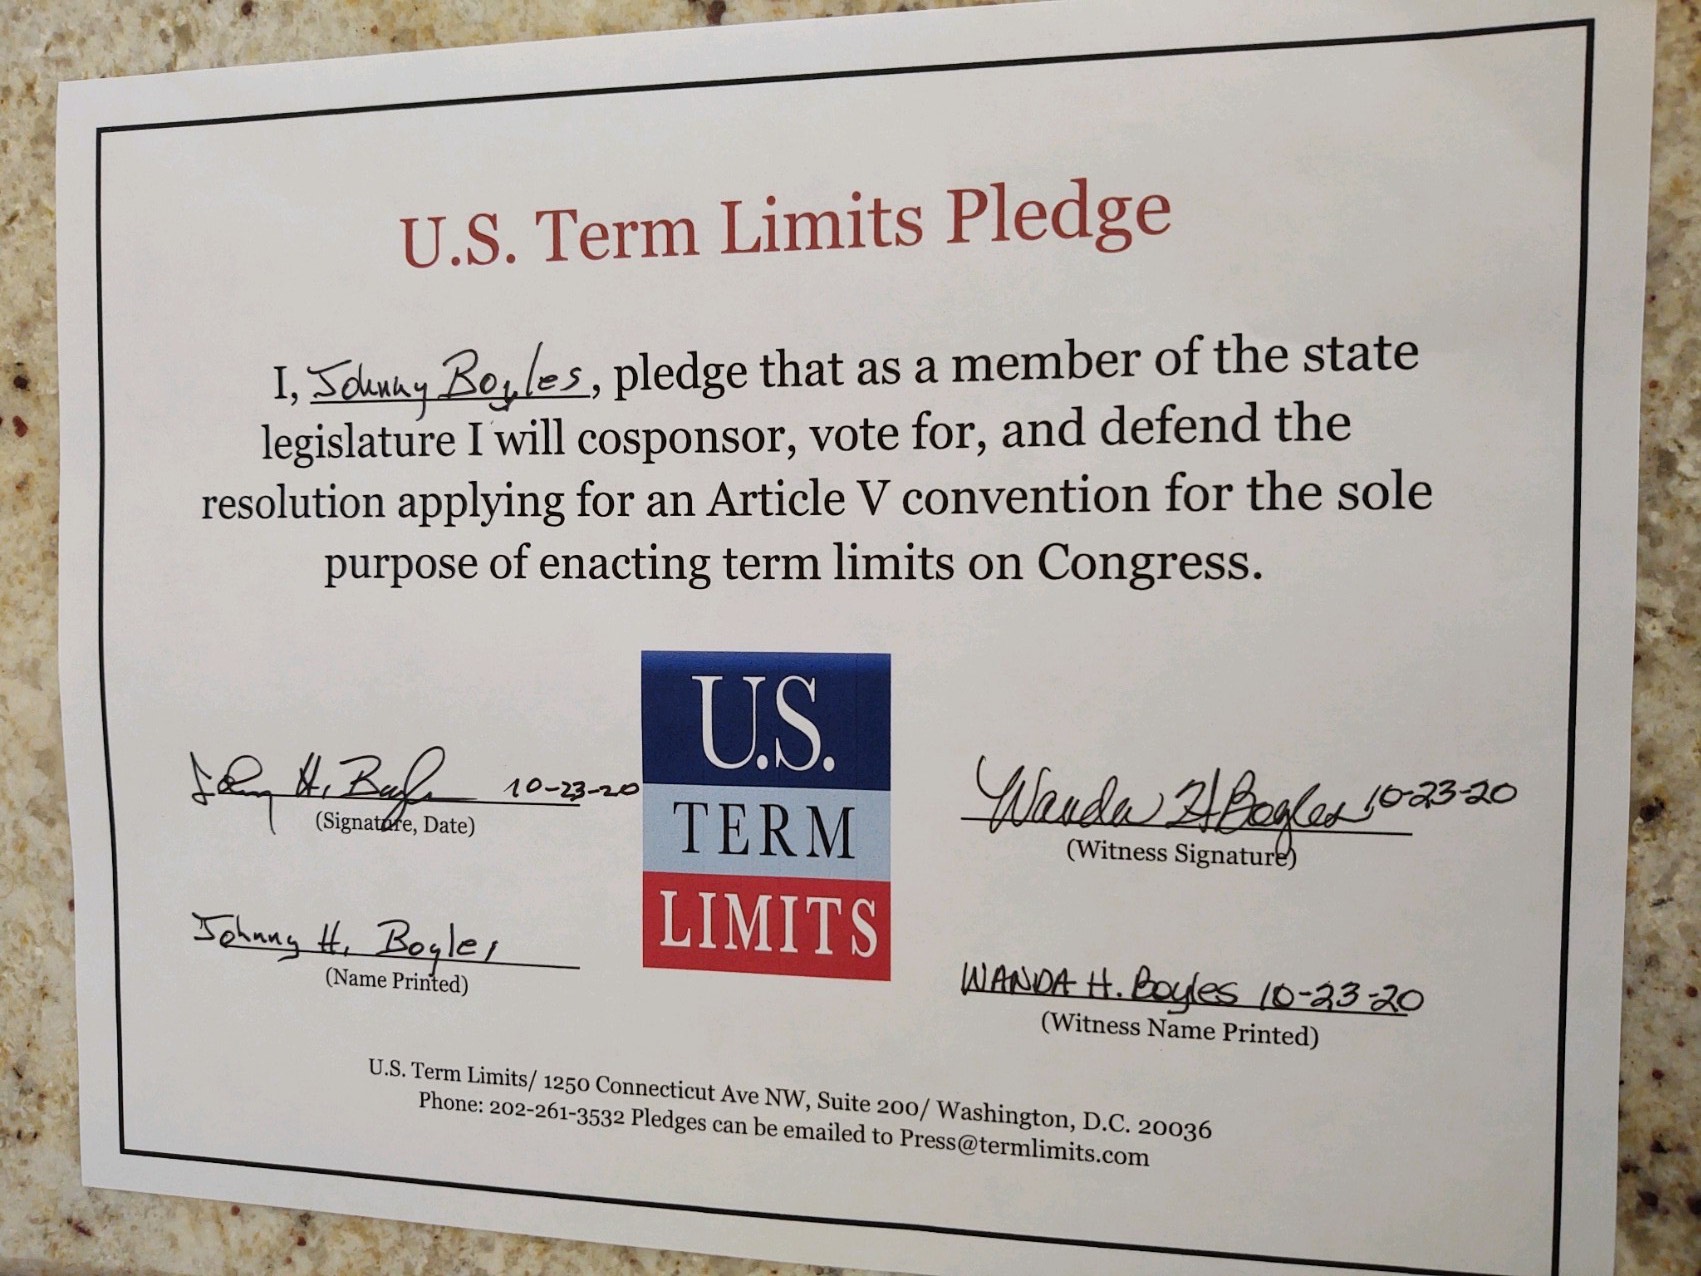 U.S. Term Limits Pledge
I, Johnny Boyles, pledge that as a member of the state
legislature I will cosponsor, vote for, and defend the
resolution applying for an Article V convention for the sole
purpose of enacting term limits on Congress.
U.S.
TERM
LIMITS
Johnny H. Boyles 10-23-20
(Signature, Date)
Johnny H. Boyles
(Name Printed)
Wanda H Boyles 10-23-20
(Witness Signature)
WANDA H. Boyles 10-23-20
(Witness Name Printed)
U.S. Term Limits/ 1250 Connecticut Ave NW, Suite 200/ Washington, D.C. 20036
Phone: 202-261-3532 Pledges can be emailed to Press@termlimits.com